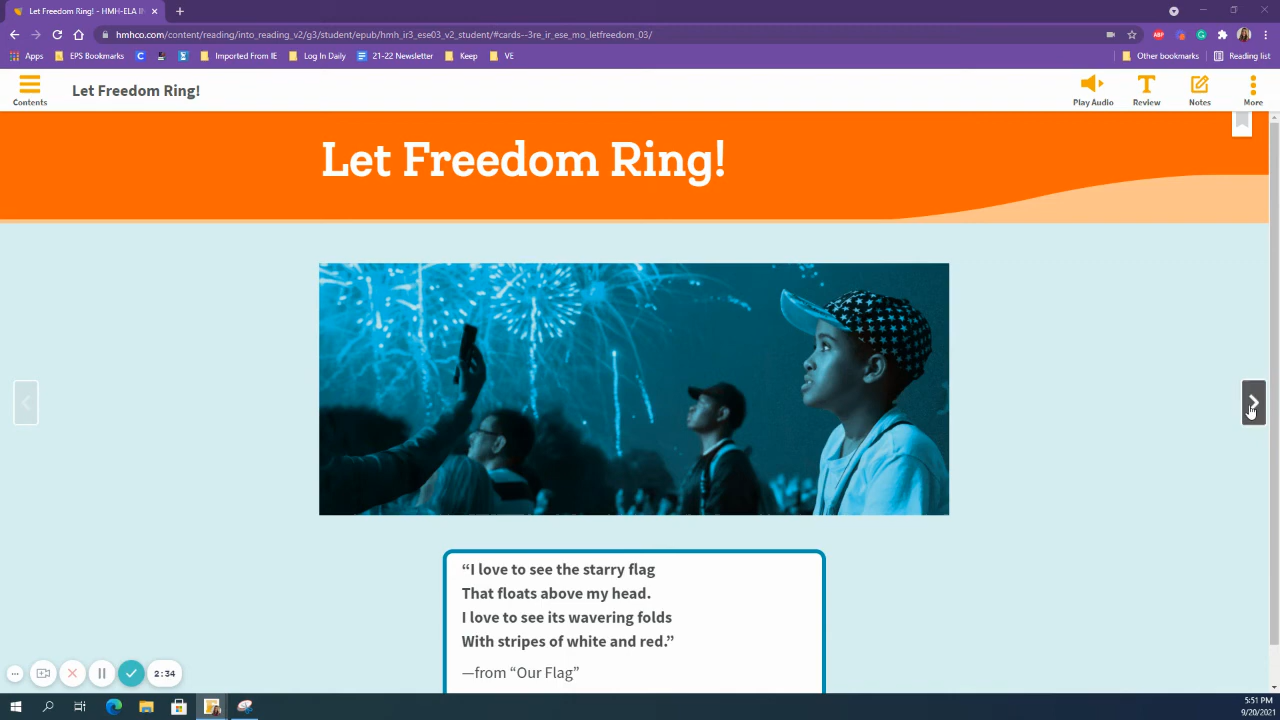 Let Freedom Ring! - HMH-ELA I
hmhco.com/content/reading/into_reading_v2/g3/student/epub/hmh_ir3_ese03_v2_student/#cards--3re_ir_ese_mo_letfreedom_03/
Apps EPS Bookmarks Imported From IE Log In Daily 21-22 Newsletter Keep VE Other bookmarks Reading list
Contents Let Freedom Ring! Play Audio Review Notes More
Let Freedom Ring!
“I love to see the starry flag
That floats above my head.
I love to see its wavering folds
With stripes of white and red.”
—from “Our Flag”
2:34
5:51 PM
9/20/2021